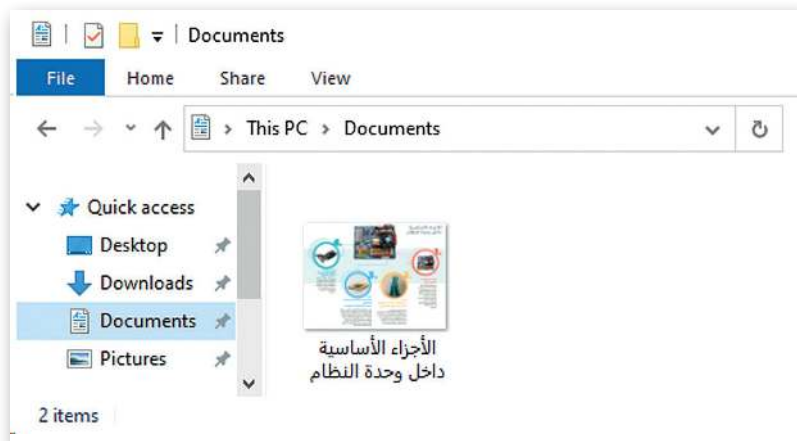 Documents
File Home Share View
This PC > Documents
Quick access
Desktop
Downloads
Documents
Pictures
الأجزاء الأساسية
داخل وحدة النظام
2 items